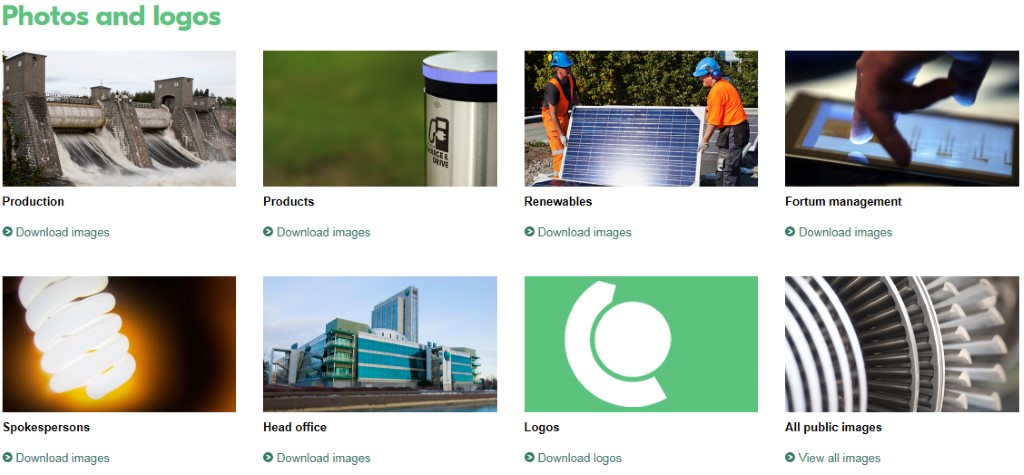 Photos and logos
Production
Products
Renewables
Fortum management
Download images
Download images
Download images
Download images
Spokespersons
Head office
Logos
All public images
Download images
Download images
Download logos
View all images
& DRIVE